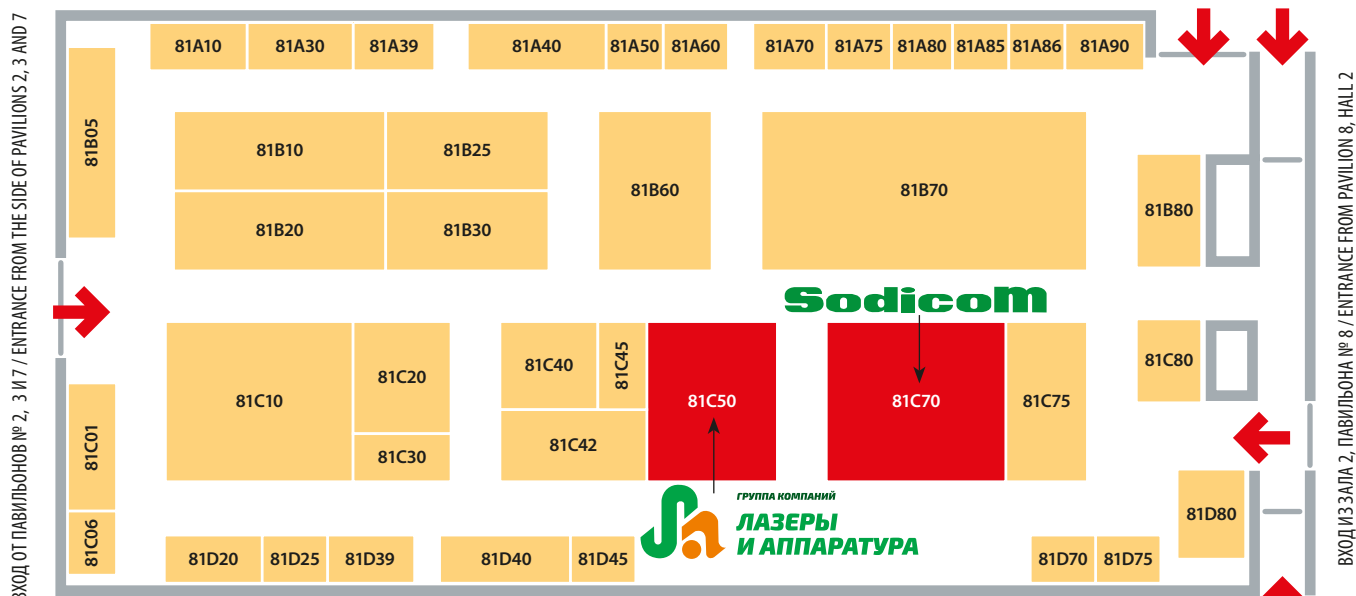 ВХОД ОТ ПАВИЛЬОНОВ № 2, 3 И 7 / ENTRANCE FROM THE SIDE OF PAVILIONS 2, 3 AND 7
81A10
81A30
81A39
81A40
81A50
81A60
81A70
81A75
81A80
81A85
81A86
81A90
81B05
81B10
81B25
81B60
81B70
81B80
81B20
81B30
Sodicom
81C01
81C10
81C20
81C30
81C40
81C45
81C42
81C50
81C70
81C75
81C80
81C06
ГРУППА КОМПАНИЙ
ЛАЗЕРЫ
И АППАРАТУРА
81D20
81D25
81D39
81D40
81D45
81D70
81D75
81D80
ВХОД ИЗ ЗАЛА 2, ПАВИЛЬОНА № 8 / ENTRANCE FROM PAVILION 8, HALL 2